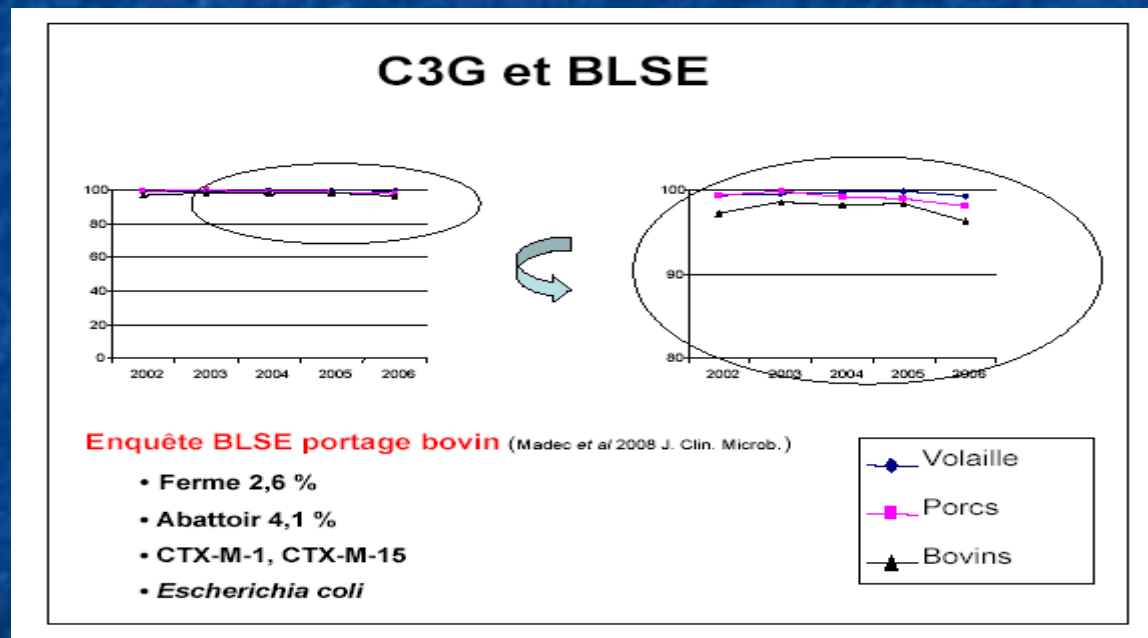 C3G et BLSE
100
80
60
40
20
0
2002 2003 2004 2005 2006
100
90
80
2002 2003 2004 2005 2006
Enquête BLSE portage bovin (Madec et al 2008 J. Clin. Microb.)
• Ferme 2,6 %
• Abattoir 4,1 %
• CTX-M-1, CTX-M-15
• Escherichia coli
Volaille
Porcs
Bovins